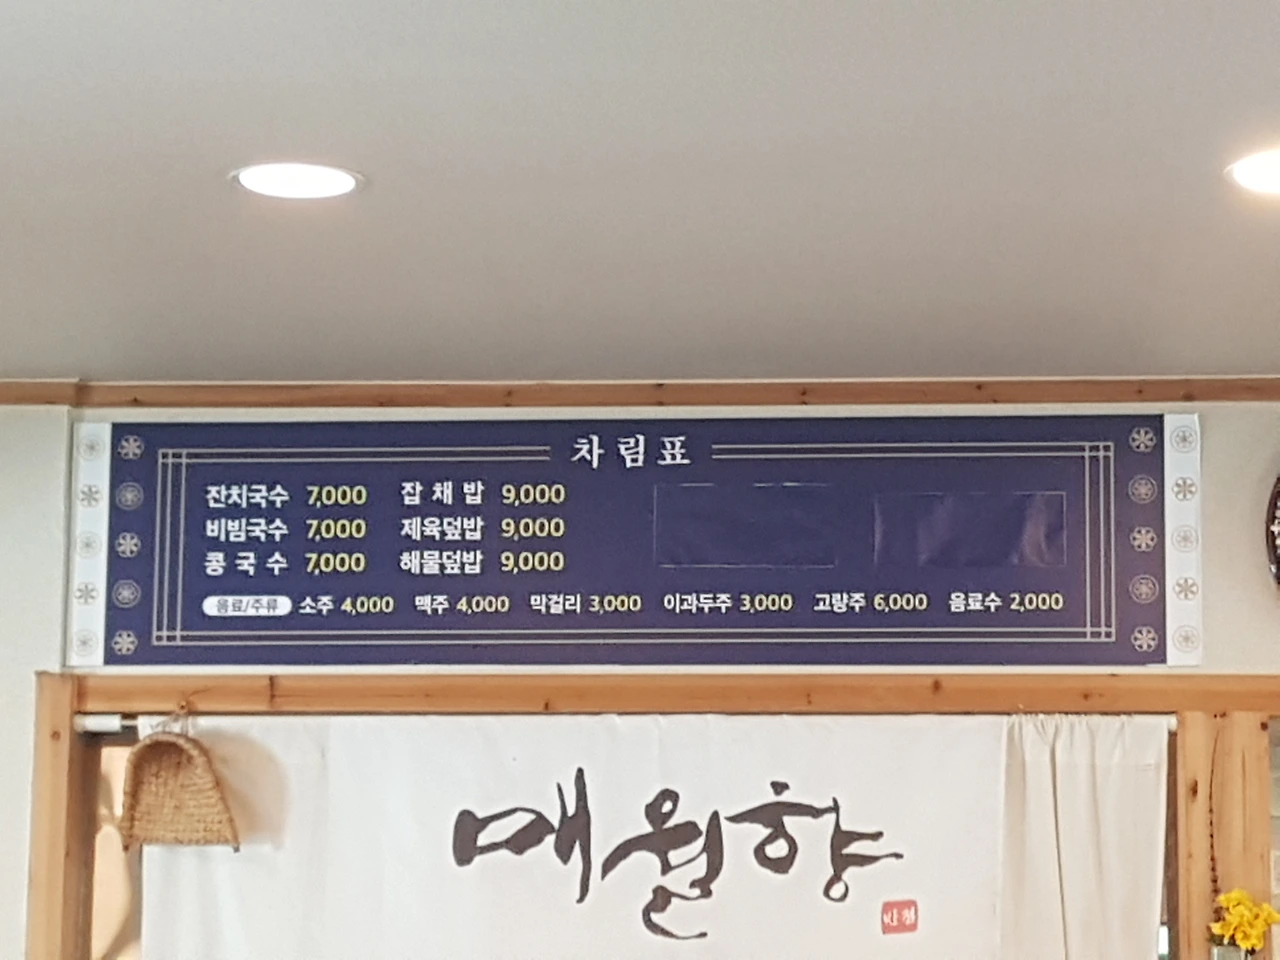 차림표
잔치국수 7,000 잡채밥 9,000
비빔국수 7,000 제육덮밥 9,000
콩국수 7,000 해물덮밥 9,000
음료/주류 소주 4,000 맥주 4,000 막걸리 3,000 이과두주 3,000 고량주 6,000 음료수 2,000
매월향